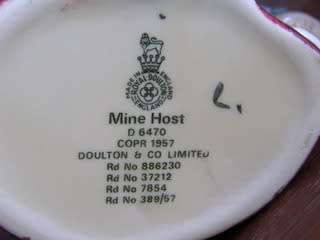 MADE IN ENGLAND
ROYAL DOULTON
ENGLAND
L.
Mine Host
D 6470
COPR 1957
DOULTON & CO LIMITED
Rd No 886230
Rd No 37212
Rd No 7854
Rd No 389/57